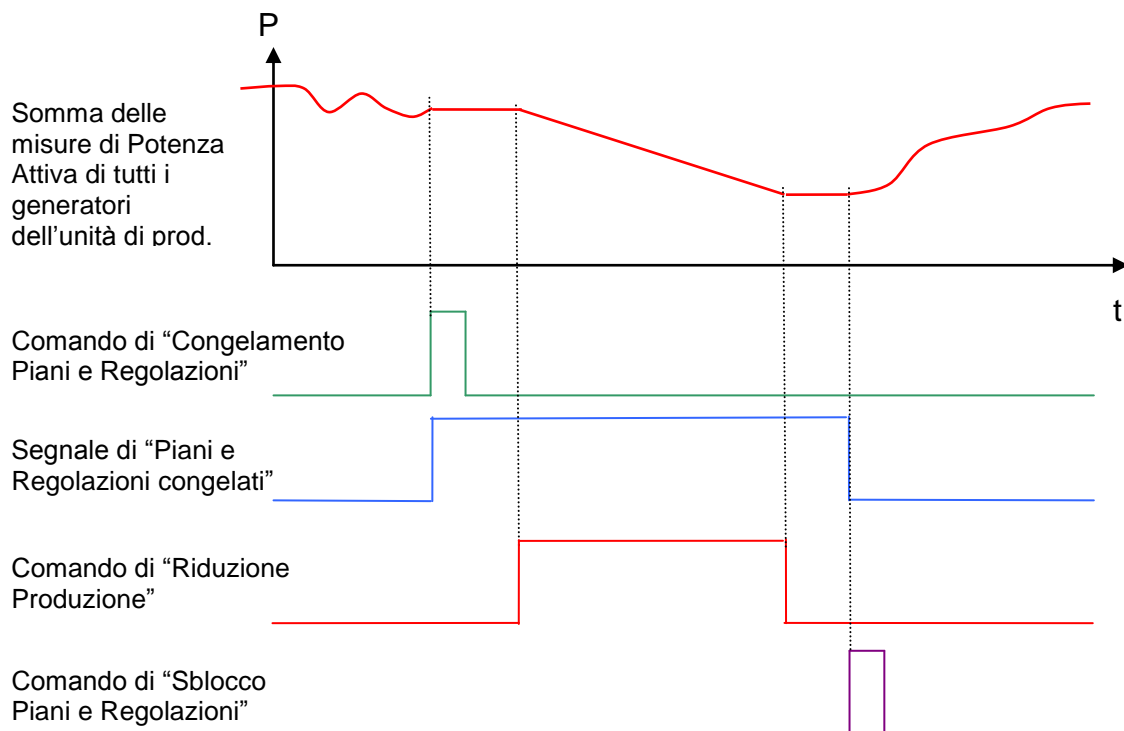 P
Somma delle
misure di Potenza
Attiva di tutti i
generatori
dell’unità di prod.
t
Comando di “Congelamento
Piani e Regolazioni”
Segnale di “Piani e
Regolazioni congelati”
Comando di “Riduzione
Produzione”
Comando di “Sblocco
Piani e Regolazioni”